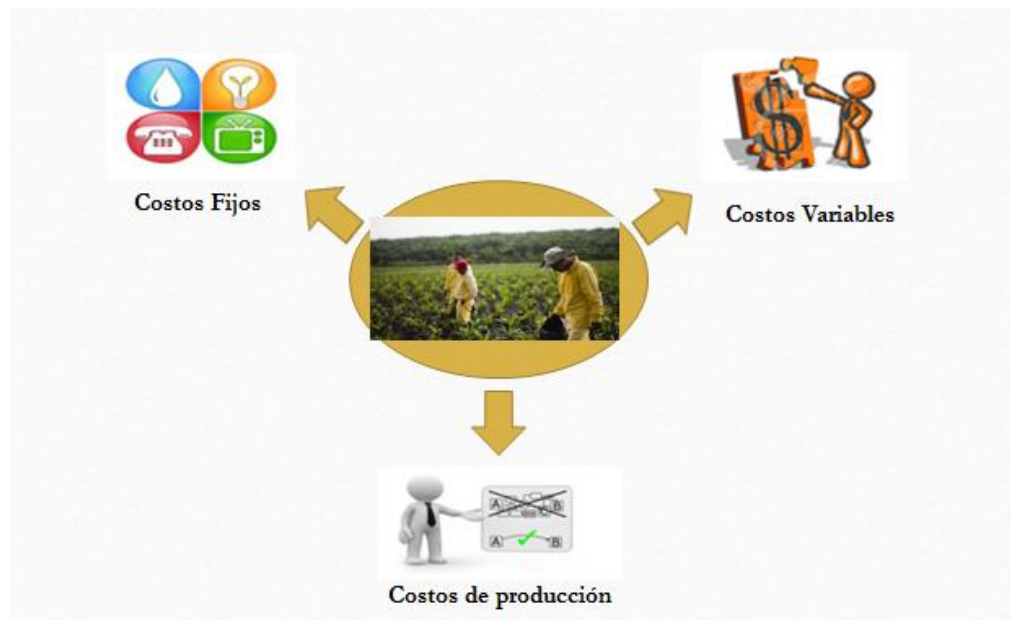 Costos Fijos
Costos Variables
$
A B
A B
Costos de producción